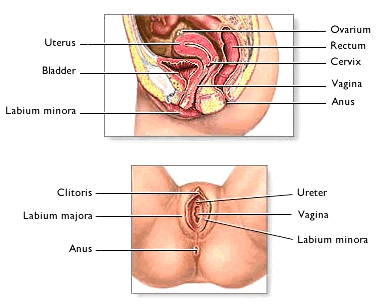 Ovarium
Uterus
Rectum
Cervix
Bladder
Vagina
Anus
Labium minora
Clitoris
Ureter
Labium majora
Vagina
Labium minora
Anus